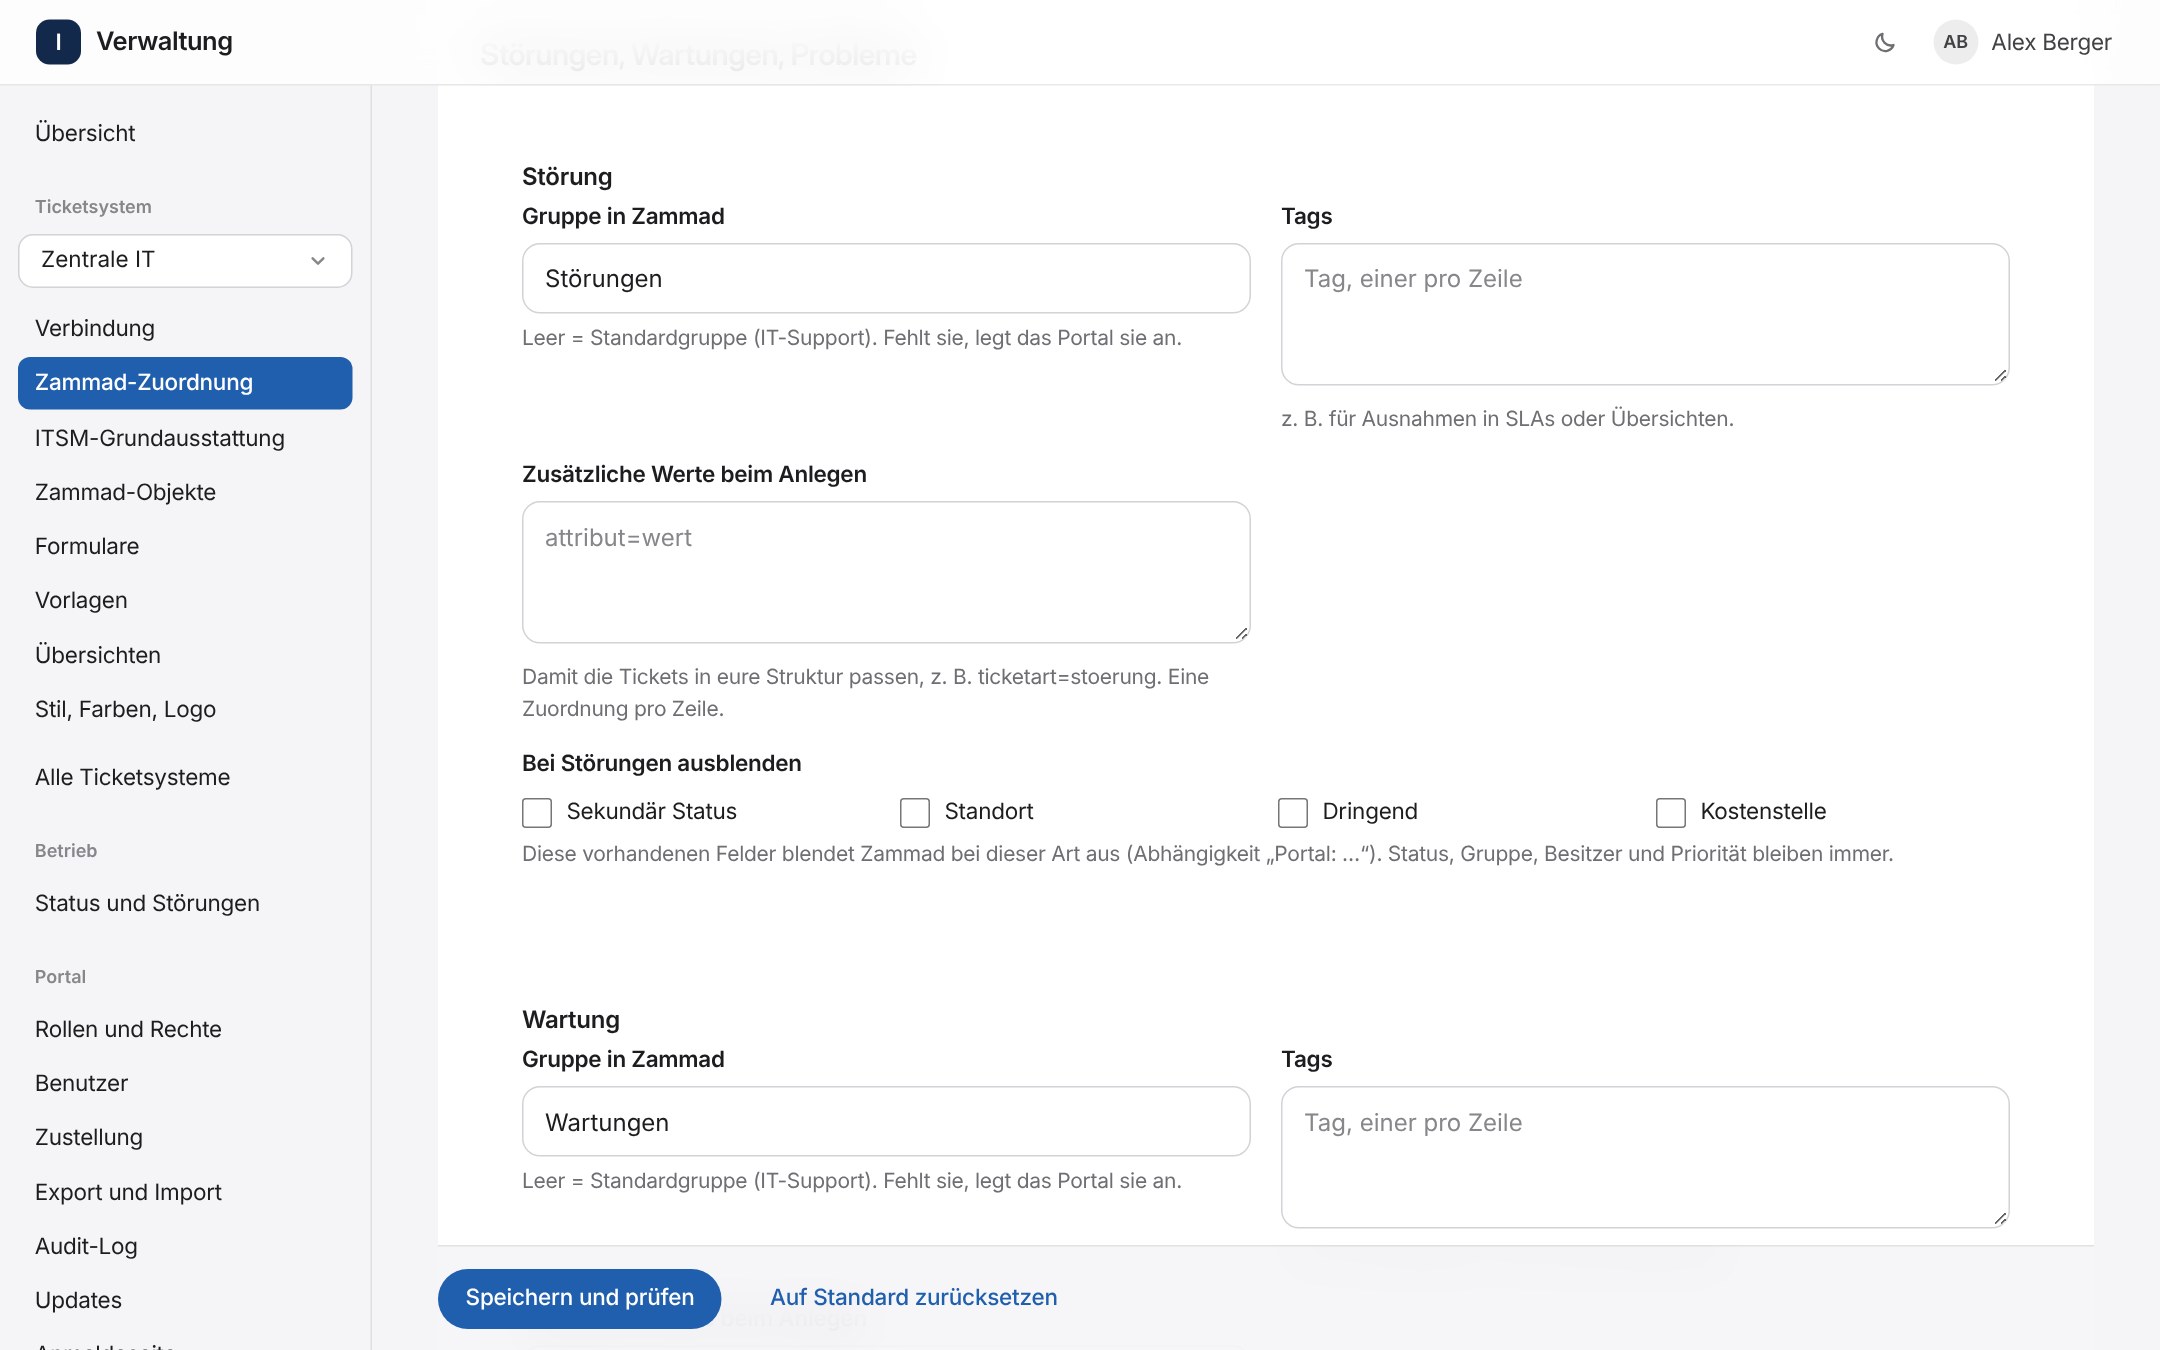 I
Verwaltung
Störungen, Wartungen, Probleme
AB
Alex Berger
Übersicht
Ticketsystem
Zentrale IT
Verbindung
Zammad-Zuordnung
ITSM-Grundausstattung
Zammad-Objekte
Formulare
Vorlagen
Übersichten
Stil, Farben, Logo
Alle Ticketsysteme
Betrieb
Status und Störungen
Portal
Rollen und Rechte
Benutzer
Zustellung
Export und Import
Audit-Log
Updates
Störung
Gruppe in Zammad
Störungen
Leer = Standardgruppe (IT-Support). Fehlt sie, legt das Portal sie an.
Tags
Tag, einer pro Zeile
z. B. für Ausnahmen in SLAs oder Übersichten.
Zusätzliche Werte beim Anlegen
attribut=wert
Damit die Tickets in eure Struktur passen, z. B. ticketart=stoerung. Eine
Zuordnung pro Zeile.
Bei Störungen ausblenden
Sekundär Status
Standort
Dringend
Kostenstelle
Diese vorhandenen Felder blendet Zammad bei dieser Art aus (Abhängigkeit „Portal: ...“). Status, Gruppe, Besitzer und Priorität bleiben immer.
Wartung
Gruppe in Zammad
Wartungen
Leer = Standardgruppe (IT-Support). Fehlt sie, legt das Portal sie an.
Tags
Tag, einer pro Zeile
Speichern und prüfen
Auf Standard zurücksetzen
beim Anlegen